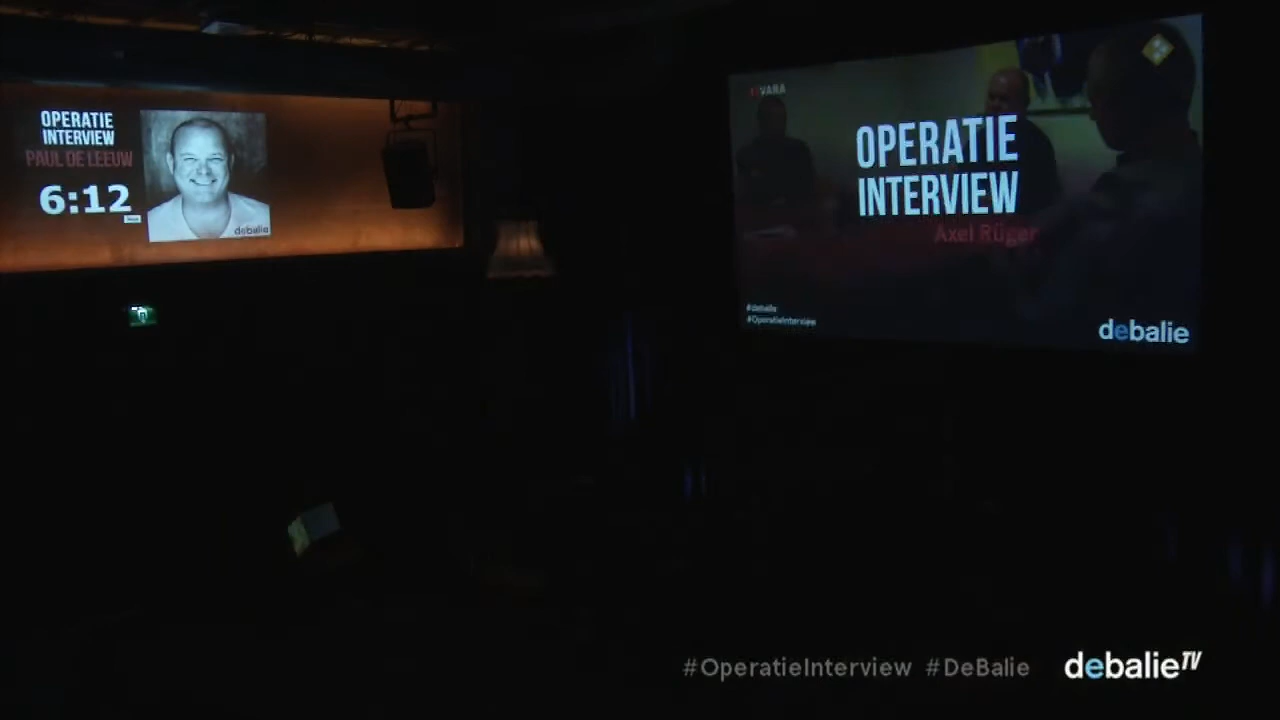 OPERATIE
INTERVIEW
PAUL DE LEEUW
6:12
debalie
VARA
OPERATIE
INTERVIEW
Axel Rüger
#debalie
#OperatieInterview
debalie
#OperatieInterview #DeBalie
debalieTV